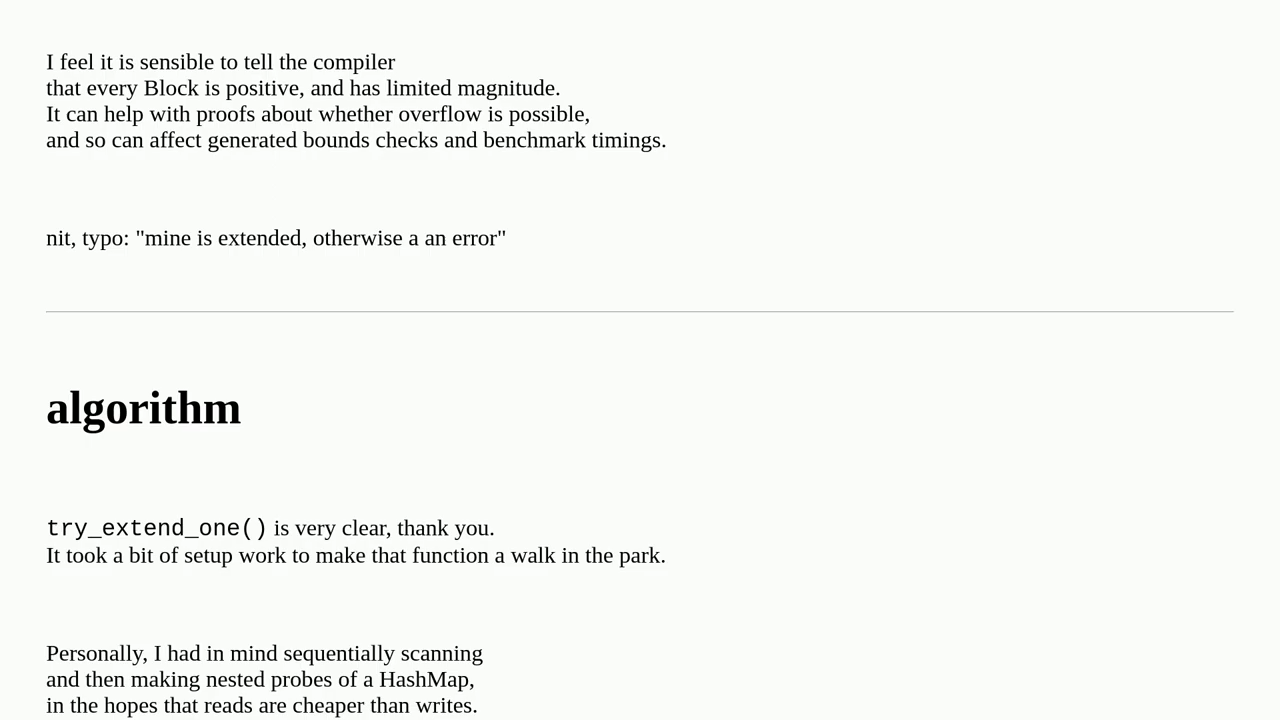 I feel it is sensible to tell the compiler
that every Block is positive, and has limited magnitude.
It can help with proofs about whether overflow is possible,
and so can affect generated bounds checks and benchmark timings.
nit, typo: "mine is extended, otherwise a an error"
algorithm
try_extend_one() is very clear, thank you.
It took a bit of setup work to make that function a walk in the park.
Personally, I had in mind sequentially scanning
and then making nested probes of a HashMap,
in the hopes that reads are cheaper than writes.